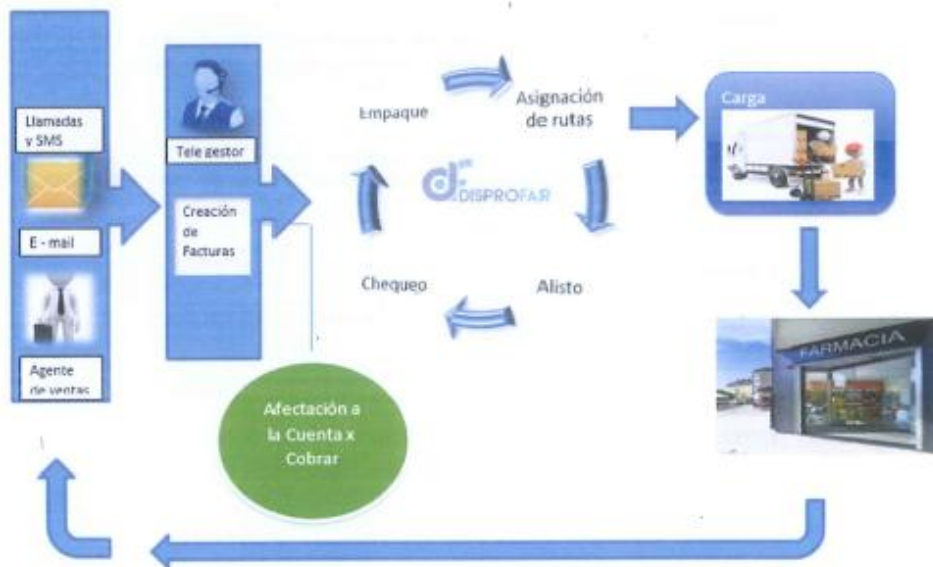 Llamadas
y SMS
E - mail
Agente
de ventas
Tele gestor
Creación
de
Facturas
Afectación a
la Cuenta x
Cobrar
Empaque
Asignación
de rutas
DISPROFAR
Chequeo
Alisto
Carga
FARMACIA